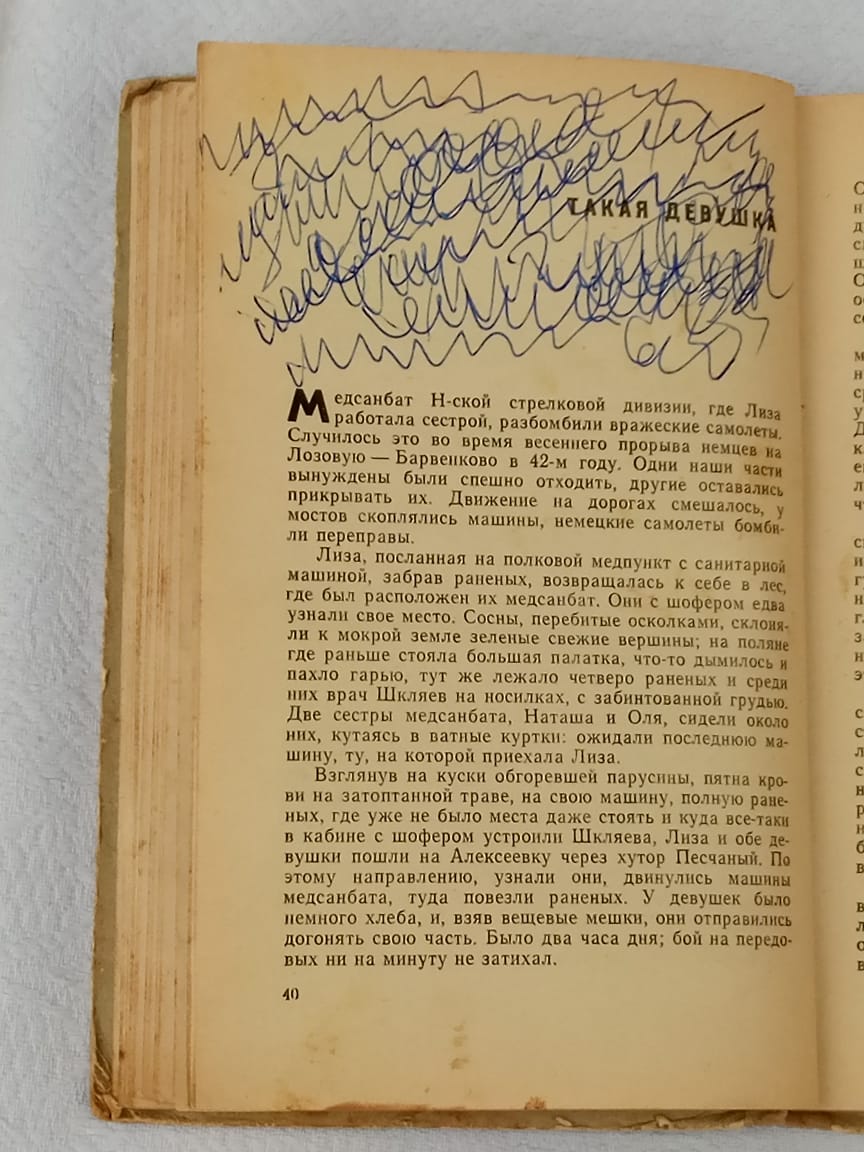 ТАКАЯ ДЕВУШКА
Медсанбат Н-ской стрелковой дивизии, где Лиза
работала сестрой, разбомбили вражеские самолеты.
Случилось это во время весеннего прорыва немцев на
Лозовую — Барвенково в 42-м году. Одни наши части
вынуждены были спешно отходить, другие оставались
прикрывать их. Движение на дорогах смешалось, у
мостов скоплялись машины, немецкие самолеты бомби-
ли переправы.
Лиза, посланная на полковой медпункт с санитарной
машиной, забрав раненых, возвращалась к себе в лес,
где был расположен их медсанбат. Они с шофером едва
узнали свое место. Сосны, перебитые осколками, склоня-
ли к мокрой земле зеленые свежие вершины; на поляне
где раньше стояла большая палатка, что-то дымилось и
пахло гарью, тут же лежало четверо раненых и среди
них врач Шкляев на носилках, с забинтованной грудью.
Две сестры медсанбата, Наташа и Оля, сидели около
них, кутаясь в ватные куртки: ожидали последнюю ма-
шину, ту, на которой приехала Лиза.
Взглянув на куски обгоревшей парусины, пятна кро-
ви на затоптанной траве, на свою машину, полную ране-
ных, где уже не было места даже стоять и куда все-таки
в кабине с шофером устроили Шкляева, Лиза и обе де-
вушки пошли на Алексеевку через хутор Песчаный. По
этому направлению, узнали они, двинулись машины
медсанбата, туда повезли раненых. У девушек было
немного хлеба, и, взяв вещевые мешки, они отправились
догонять свою часть. Было два часа дня; бой на передо-
вых ни на минуту не затихал.
40